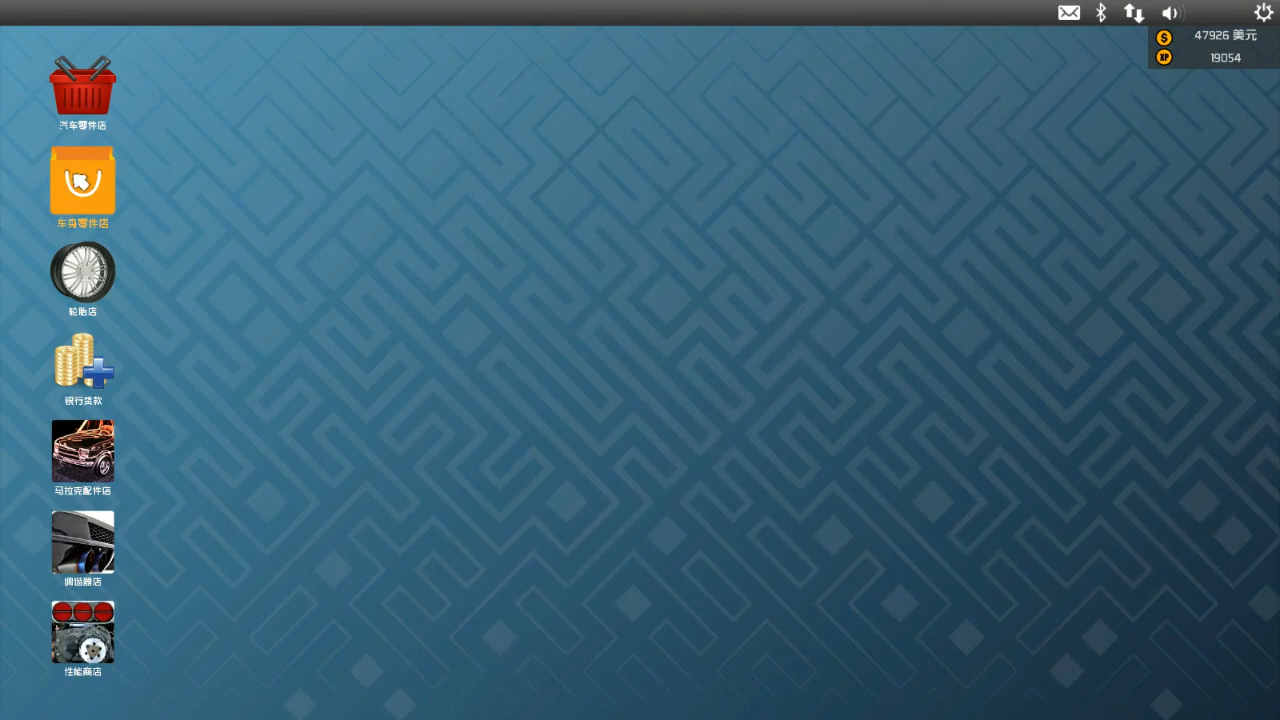 47926 美元
XP
19054
汽车零件店
车身零件店
轮胎店
银行贷款
马拉克配件店
调谐器店
性能商店